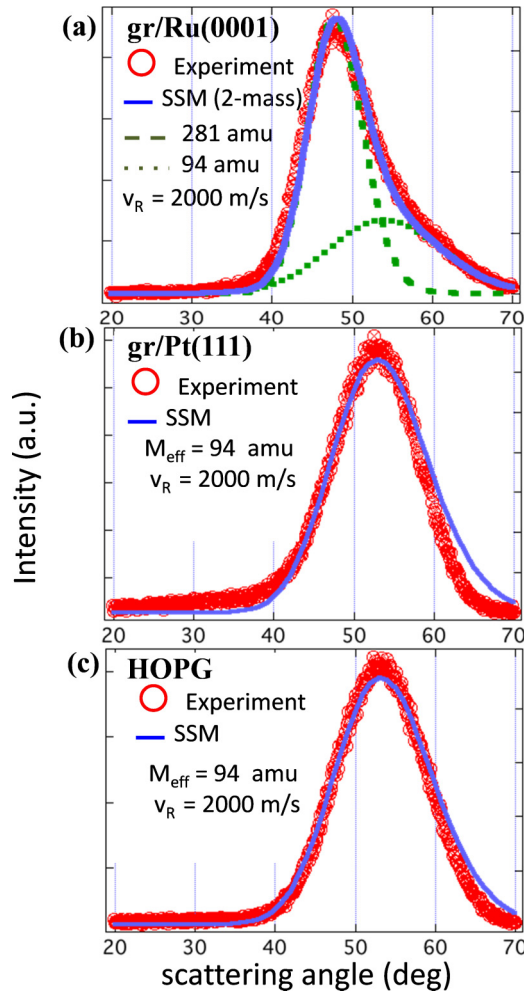 (a) gr/Ru(0001)
Experiment
SSM (2-mass)
281 amu
94 amu
v_R = 2000 m/s
20 30 40 50 60 70
(b) gr/Pt(111)
Experiment
SSM
M_eff = 94 amu
v_R = 2000 m/s
20 30 40 50 60 70
(c) HOPG
Experiment
SSM
M_eff = 94 amu
v_R = 2000 m/s
20 30 40 50 60 70
scattering angle (deg)
Intensity (a.u.)